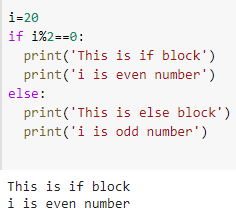 i=20
if i%2==0:
  print('This is if block')
  print('i is even number')
else:
  print('This is else block')
  print('i is odd number')
This is if block
i is even number